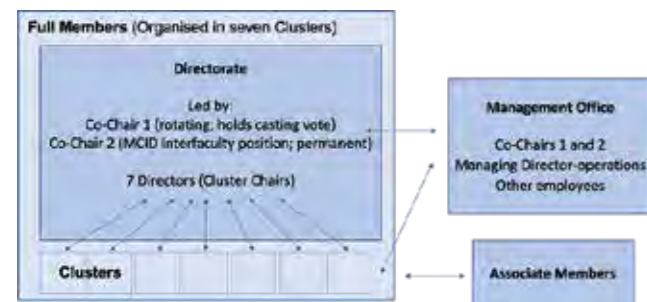 Full Members (Organised in seven Clusters)
Directorate
Led by:
Co-Chair 1 (rotating; holds casting vote)
Co-Chair 2 (MCID Interfaculty position; permanent)
7 Directors (Cluster Chairs)
Clusters
Management Office
Co-Chairs 1 and 2
Managing Director-operations
Other employees
Associate Members